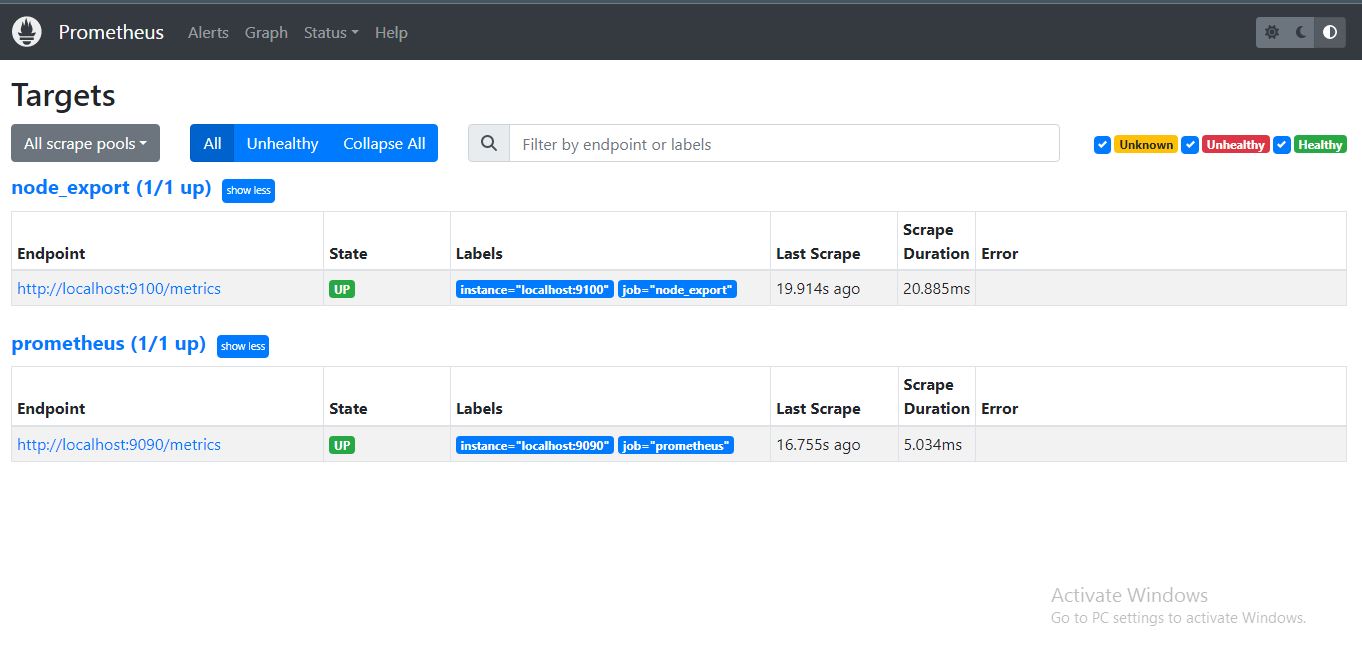 Prometheus Alerts Graph Status Help
Targets
All scrape pools All Unhealthy Collapse All Filter by endpoint or labels Unknown Unhealthy Healthy
node_export (1/1 up) show less
Endpoint State Labels Last Scrape Scrape Duration Error
http://localhost:9100/metrics UP instance="localhost:9100" job="node_export" 19.914s ago 20.885ms
prometheus (1/1 up) show less
Endpoint State Labels Last Scrape Scrape Duration Error
http://localhost:9090/metrics UP instance="localhost:9090" job="prometheus" 16.755s ago 5.034ms
Activate Windows
Go to PC settings to activate Windows.